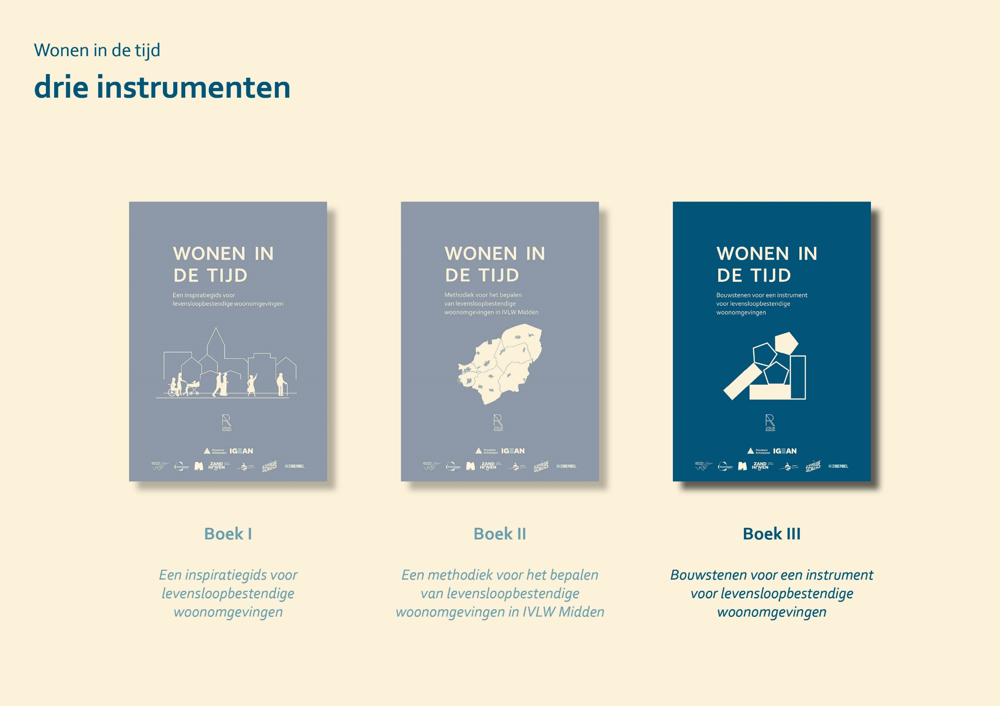 Wonen in de tijd
drie instrumenten
WONEN IN
DE TIJD
Een inspiratiegids voor
levensloopbestendige woonomgevingen
ATELIER
ROMAIN
Provincie
Antwerpen
IGEAN
Wommelgem
ZAND
HOVEN
SCHILDE
ZOERSEL
Boek I
Een inspiratiegids voor
levensloopbestendige
woonomgevingen
WONEN IN
DE TIJD
Methodiek voor het bepalen
van levensloopbestendige
woonomgevingen in IVLW Midden
ATELIER
ROMAIN
Provincie
Antwerpen
IGEAN
Wommelgem
ZAND
HOVEN
SCHILDE
ZOERSEL
Boek II
Een methodiek voor het bepalen
van levensloopbestendige
woonomgevingen in IVLW Midden
WONEN IN
DE TIJD
Bouwstenen voor een instrument
voor levensloopbestendige
woonomgevingen
ATELIER
ROMAIN
Provincie
Antwerpen
IGEAN
Wommelgem
ZAND
HOVEN
SCHILDE
ZOERSEL
Boek III
Bouwstenen voor een instrument
voor levensloopbestendige
woonomgevingen